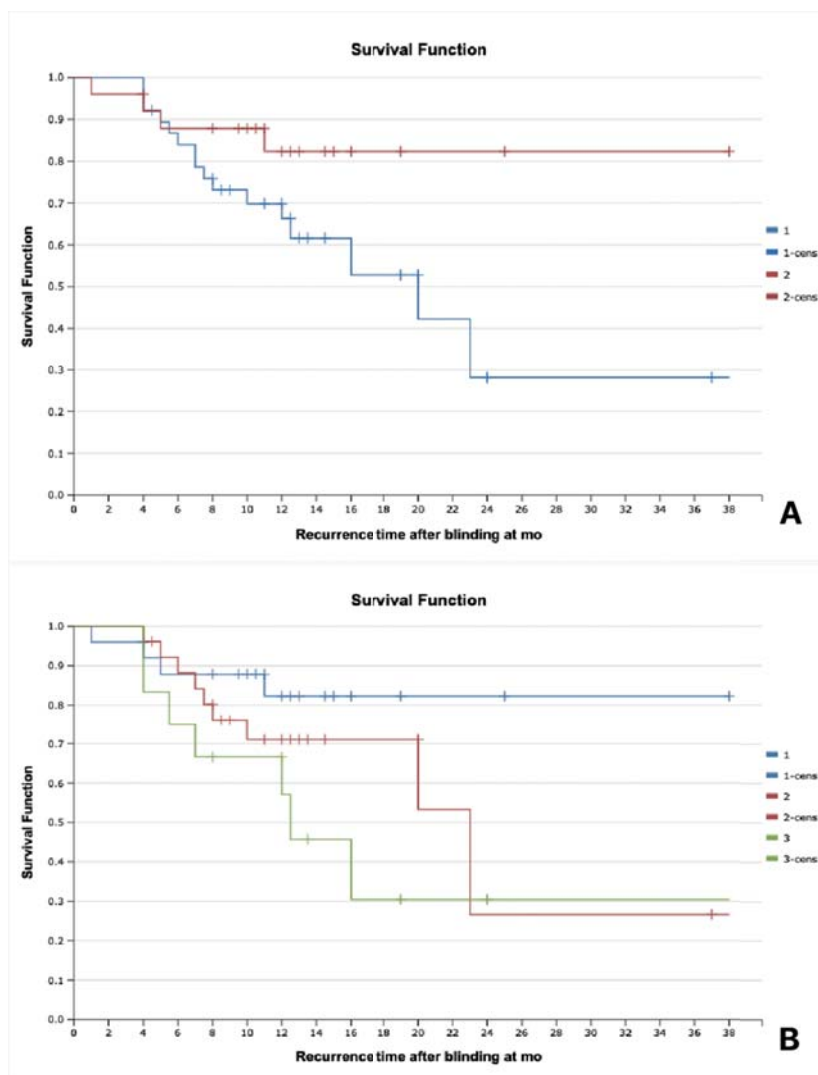 Survival Function
Survival Function
1.0
0.9
0.8
0.7
0.6
0.5
0.4
0.3
0.2
0.1
0.0
0 2 4 6 8 10 12 14 16 18 20 22 24 26 28 30 32 34 36 38
Recurrence time after blinding at mo
1
1-cens
2
2-cens
A
Survival Function
Survival Function
1.0
0.9
0.8
0.7
0.6
0.5
0.4
0.3
0.2
0.1
0.0
0 2 4 6 8 10 12 14 16 18 20 22 24 26 28 30 32 34 36 38
Recurrence time after blinding at mo
1
1-cens
2
2-cens
3
3-cens
B